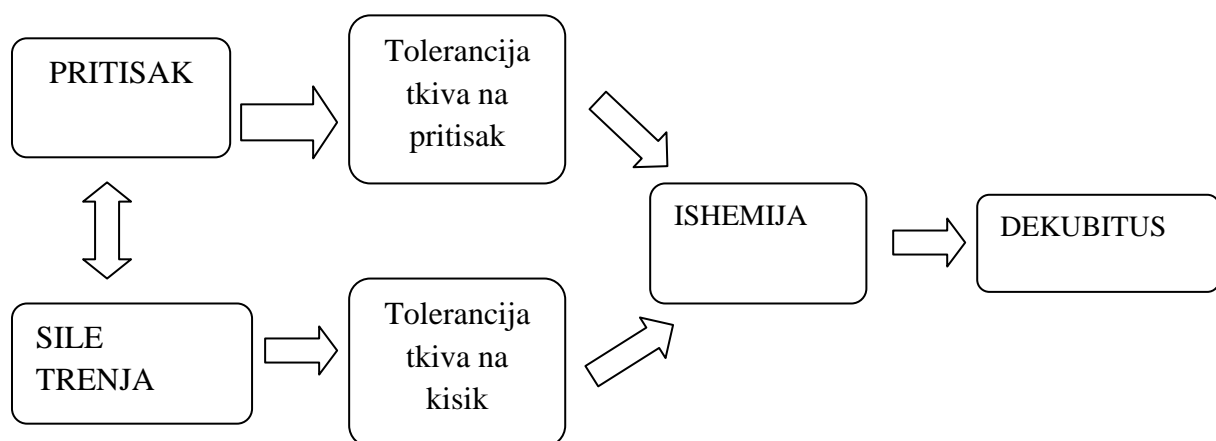 PRITISAK
Tolerancija
tkiva na
pritisak
SILE
TRENJA
Tolerancija
tkiva na
kisik
ISHEMIJA
DEKUBITUS